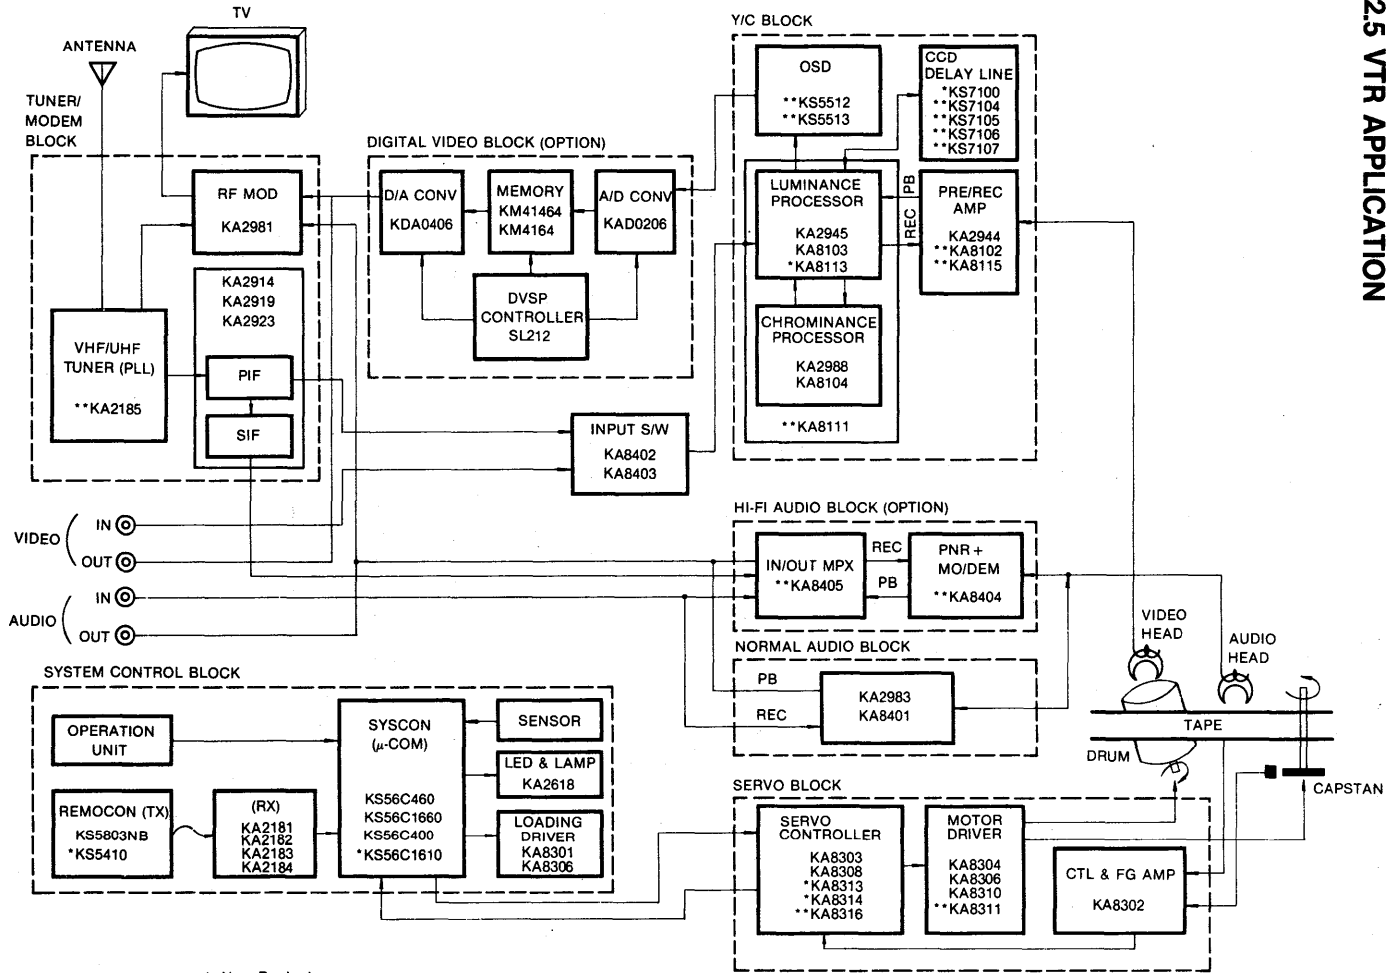 2.5 VTR APPLICATION
TV
ANTENNA
TUNER/
MODEM
BLOCK
RF MOD
KA2981
KA2914
KA2919
KA2923
VHF/UHF
TUNER (PLL)
**KA2185
PIF
SIF
DIGITAL VIDEO BLOCK (OPTION)
D/A CONV
KDA0406
MEMORY
KM41464
KM4164
A/D CONV
KAD0206
DVSP
CONTROLLER
SL212
INPUT S/W
KA8402
KA8403
Y/C BLOCK
OSD
**KS5512
**KS5513
CCD
DELAY LINE
*KS7100
**KS7104
**KS7105
**KS7106
**KS7107
LUMINANCE
PROCESSOR
KA2945
KA8103
*KA8113
PB
REC
PRE/REC
AMP
KA2944
**KA8102
**KA8115
CHROMINANCE
PROCESSOR
KA2988
KA8104
**KA8111
VIDEO
IN
OUT
AUDIO
IN
OUT
HI-FI AUDIO BLOCK (OPTION)
IN/OUT MPX
**KA8405
REC
PB
PNR +
MO/DEM
**KA8404
NORMAL AUDIO BLOCK
PB
REC
KA2983
KA8401
VIDEO
HEAD
AUDIO
HEAD
TAPE
DRUM
CAPSTAN
SYSTEM CONTROL BLOCK
OPERATION
UNIT
REMOCON (TX)
KS5803NB
*KS5410
(RX)
KA2181
KA2182
KA2183
KA2184
SYSCON
(μ-COM)
KS56C460
KS56C1660
KS56C400
*KS56C1610
SENSOR
LED & LAMP
KA2618
LOADING
DRIVER
KA8301
KA8306
SERVO BLOCK
SERVO
CONTROLLER
KA8303
KA8308
*KA8313
*KA8314
**KA8316
MOTOR
DRIVER
KA8304
KA8306
KA8310
**KA8311
CTL & FG AMP
KA8302